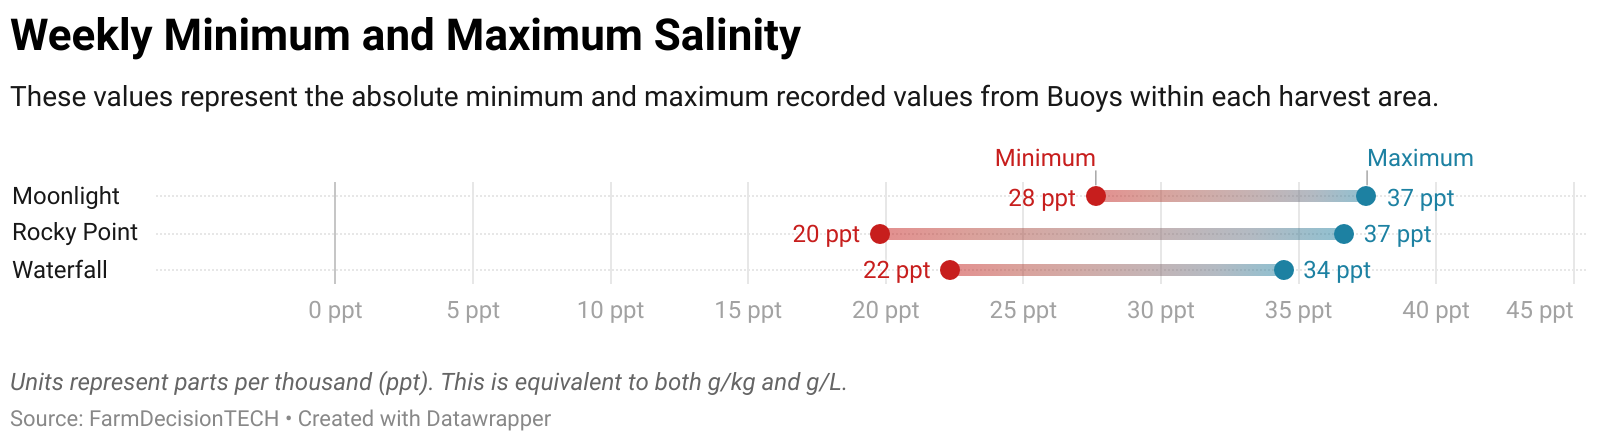 Weekly Minimum and Maximum Salinity
These values represent the absolute minimum and maximum recorded values from Buoys within each harvest area.
Minimum Maximum
Moonlight 28 ppt 37 ppt
Rocky Point 20 ppt 37 ppt
Waterfall 22 ppt 34 ppt
0 ppt 5 ppt 10 ppt 15 ppt 20 ppt 25 ppt 30 ppt 35 ppt 40 ppt 45 ppt
Units represent parts per thousand (ppt). This is equivalent to both g/kg and g/L.
Source: FarmDecisionTECH • Created with Datawrapper